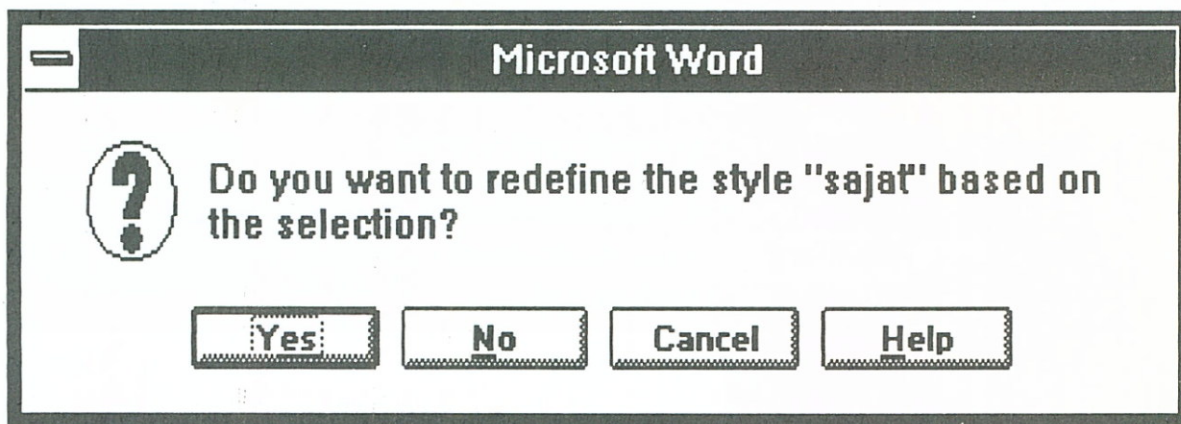 Microsoft Word
Do you want to redefine the style "sajat" based on
the selection?
Yes No Cancel Help